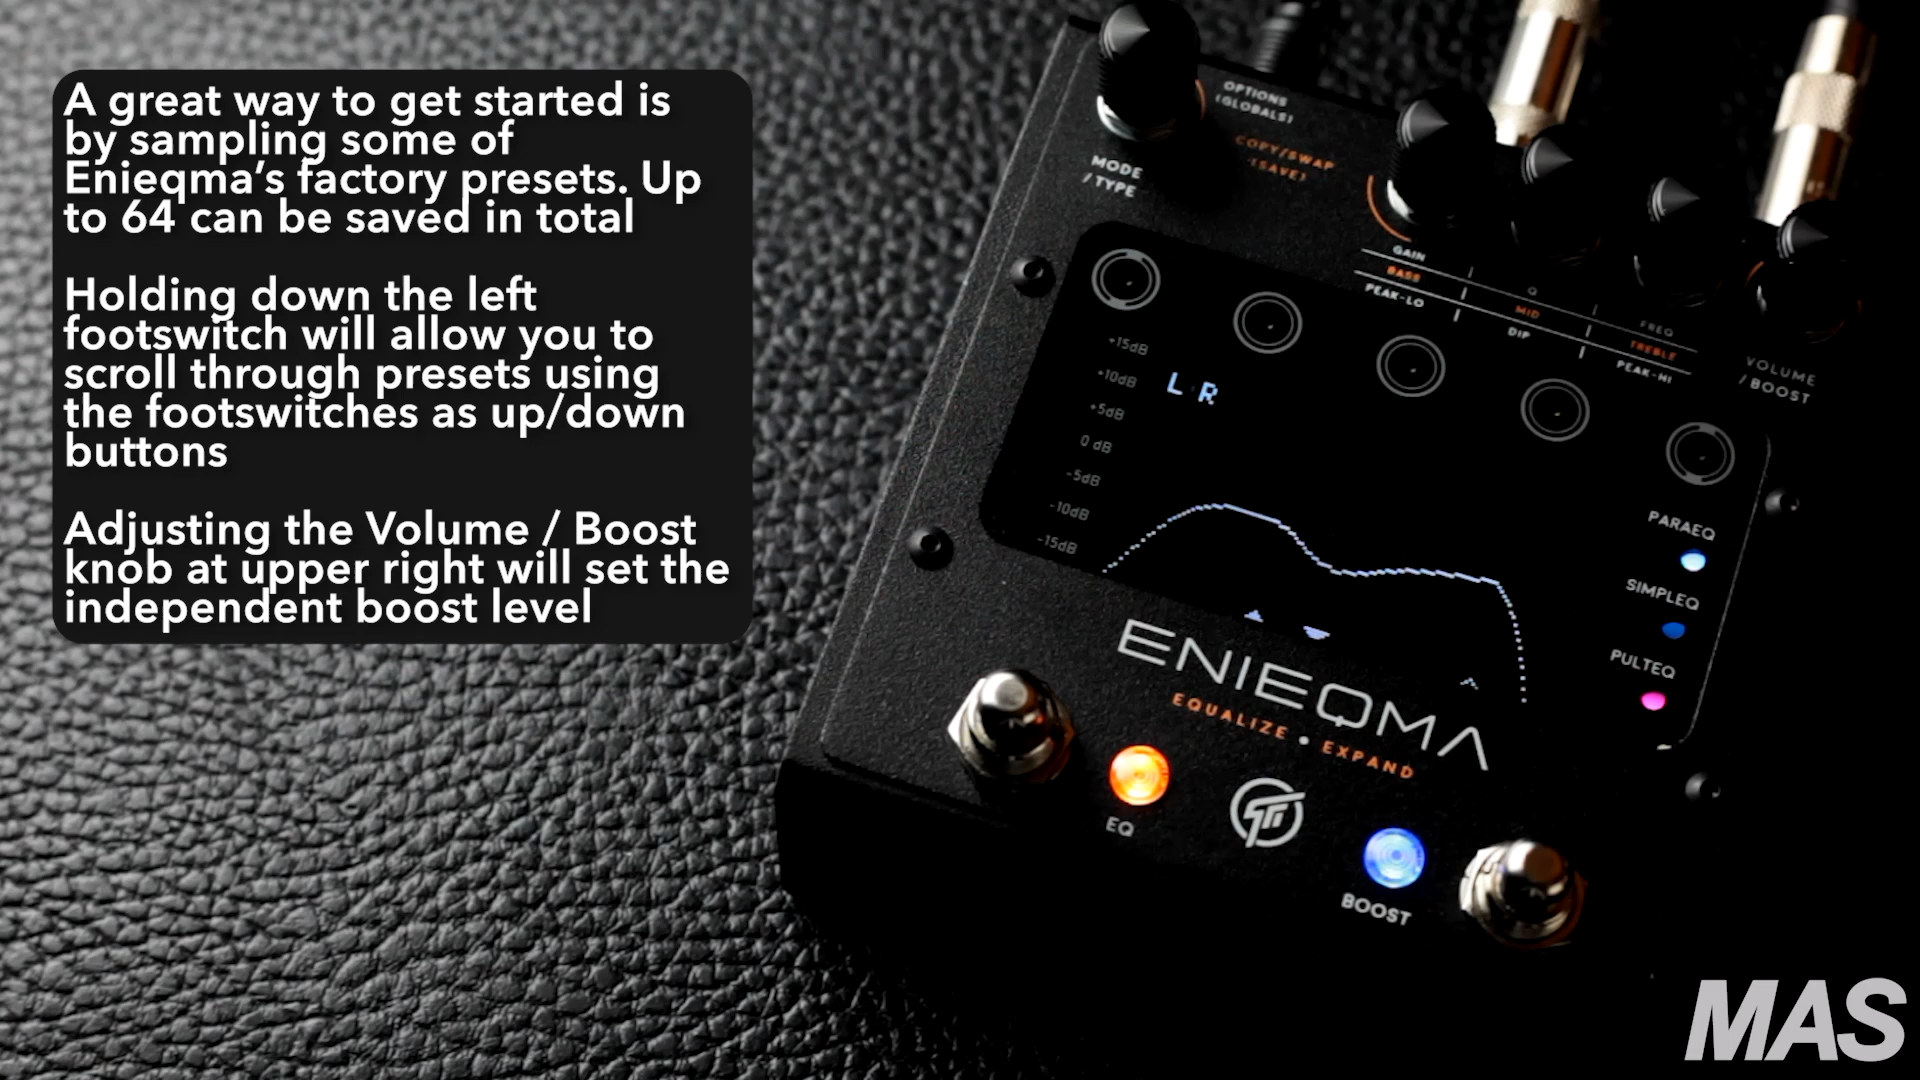 A great way to get started is
by sampling some of
Enieqma’s factory presets. Up
to 64 can be saved in total
Holding down the left
footswitch will allow you to
scroll through presets using
the footswitches as up/down
buttons
Adjusting the Volume / Boost
knob at upper right will set the
independent boost level
OPTIONS
(GLOBALS)
COPY/SWAP
(SAVE)
MODE
/ TYPE
GAIN
Q
FREQ
BASS
MID
TREBLE
PEAK-LO
DIP
PEAK-HI
VOLUME
/ BOOST
+15dB
+10dB
+5dB
0 dB
-5dB
-10dB
-15dB
L R
PARAEQ
SIMPLEQ
PULTEQ
ENIEQMA
EQUALIZE • EXPAND
EQ
GTI
BOOST
MAS